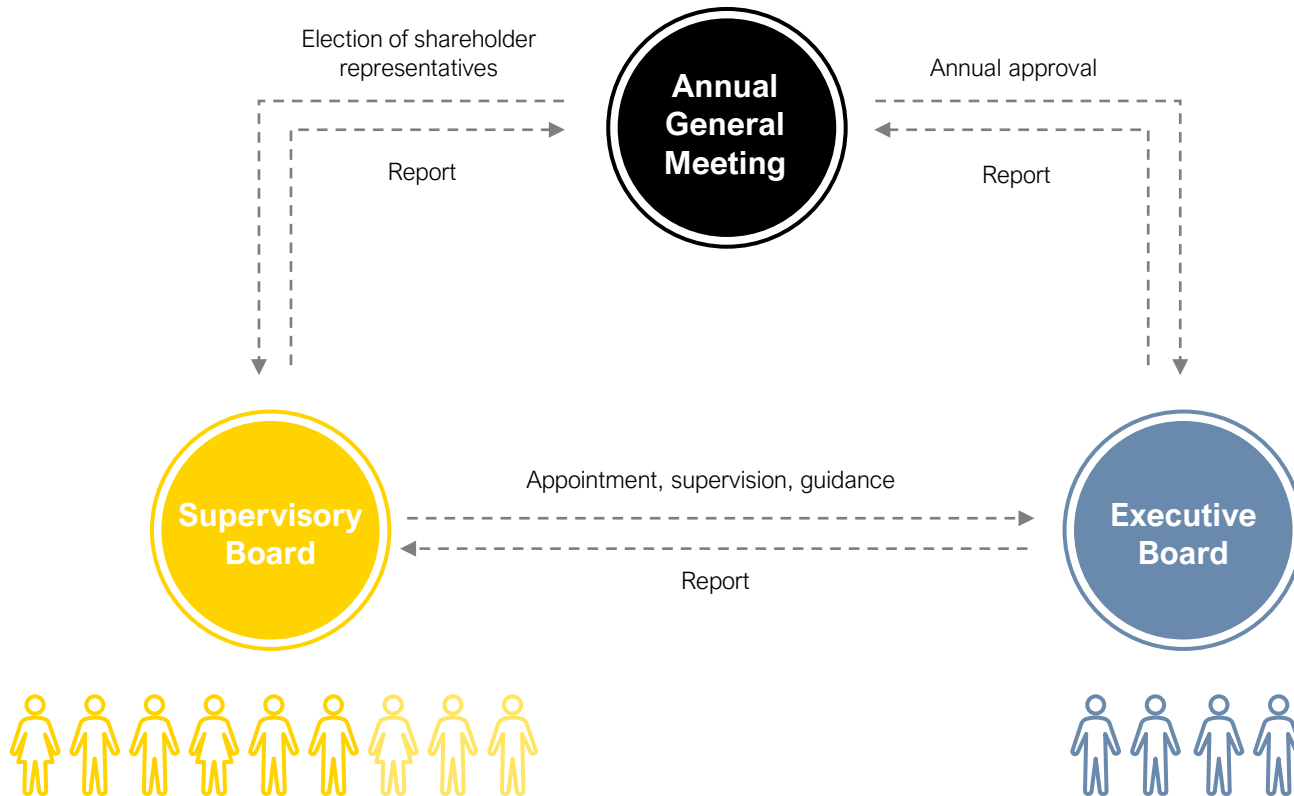 Election of shareholder
representatives
Annual
General
Meeting
Annual approval
Report
Report
Supervisory
Board
Appointment, supervision, guidance
Report
Executive
Board